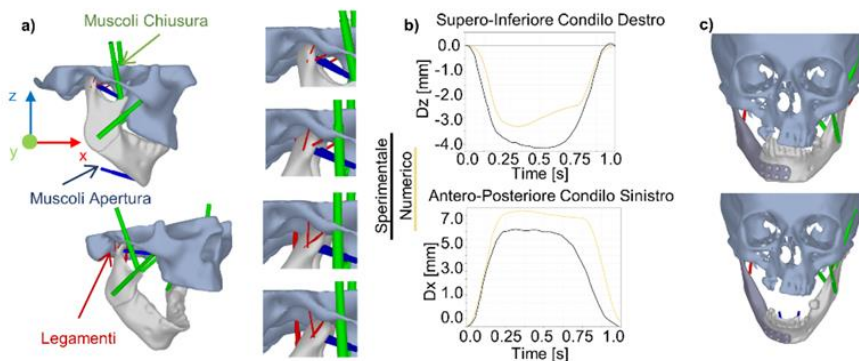 a)
Muscoli Chiusura
z
y
x
Muscoli Apertura
Legamenti
b)
Supero-Inferiore Condilo Destro
Dz [mm]
0.0
-1.0
-2.0
-3.0
-4.0
0 0.25 0.5 0.75 1.0
Time [s]
Sperimentale
Numerico
Antero-Posteriore Condilo Sinistro
Dx [mm]
7.0
5.0
3.0
2.0
0.0
0 0.25 0.5 0.75 1.0
Time [s]
c)